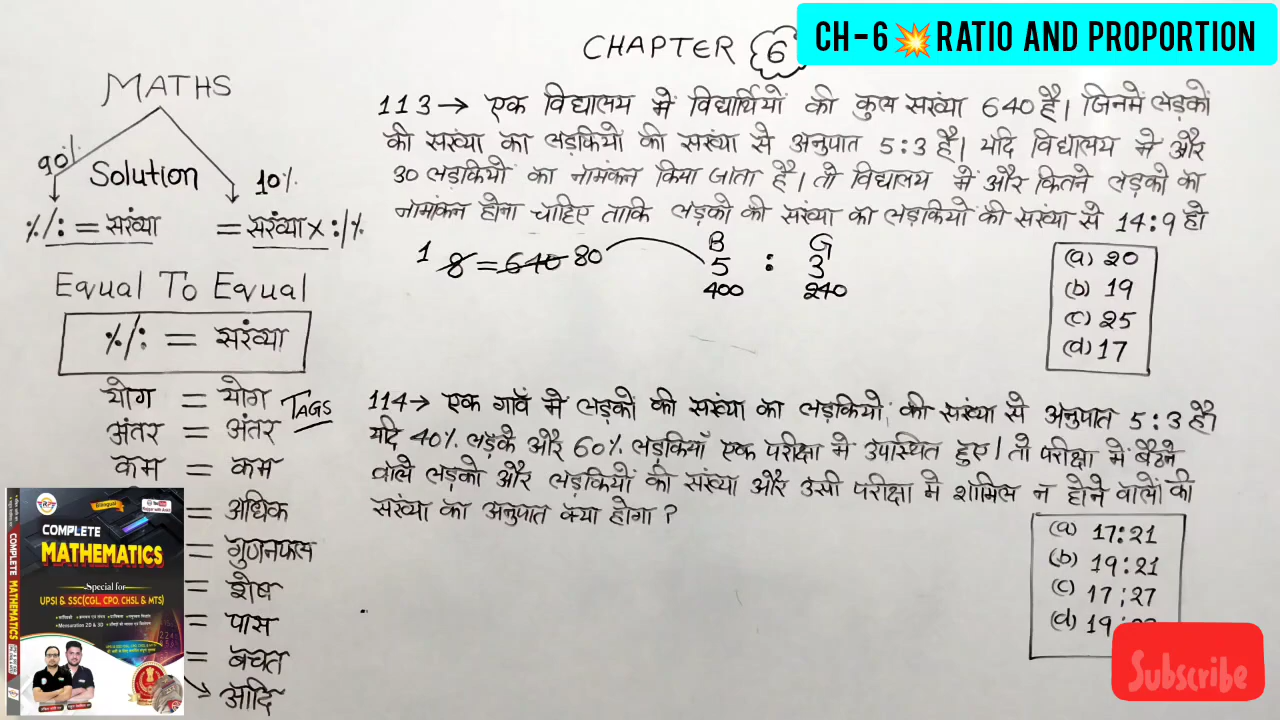 CH-6💥RATIO AND PROPORTION
CHAPTER 6
MATHS
90%
Solution
10%
%/: = संख्या
= संख्या × :/%
Equal To Equal
%/: = संख्या
योग = योग TAGS
अंतर = अंतर
कम = कम
= अधिक
= गुणनफल
= शेष
= पास
= बचत
आदि
113→ एक विद्यालय में विद्यार्थियों की कुल संख्या 640 है। जिनमें लड़कों
की संख्या का लड़कियों की संख्या से अनुपात 5:3 है। यदि विद्यालय में और
30 लड़कियों का नामंकन किया जाता है। तो विद्यालय में और कितने लड़कों का
नामांकन होना चाहिए ताकि लड़कों की संख्या का लड़कियों की संख्या से 14:9 हो
B G
1 8 = 640 80 5 : 3
400 240
(a) 20
(b) 19
(c) 25
(d) 17
114→ एक गाँव में लड़कों की संख्या का लड़कियों की संख्या से अनुपात 5:3 है।
यदि 40% लड़के और 60% लड़कियाँ एक परीक्षा में उपस्थित हुए। तो परीक्षा में बैठने
वाले लड़कों और लड़कियों की संख्या और उसी परीक्षा में शामिल न होने वालों की
संख्या का अनुपात क्या होगा ?
(a) 17:21
(b) 19:21
(c) 17:27
(d) 19:
Subscribe
Bilingual
COMPLETE
MATHEMATICS
Special for
UPSI & SSC(CGL, CPO, CHSL & MTS)
COMPLETE MATHEMATICS